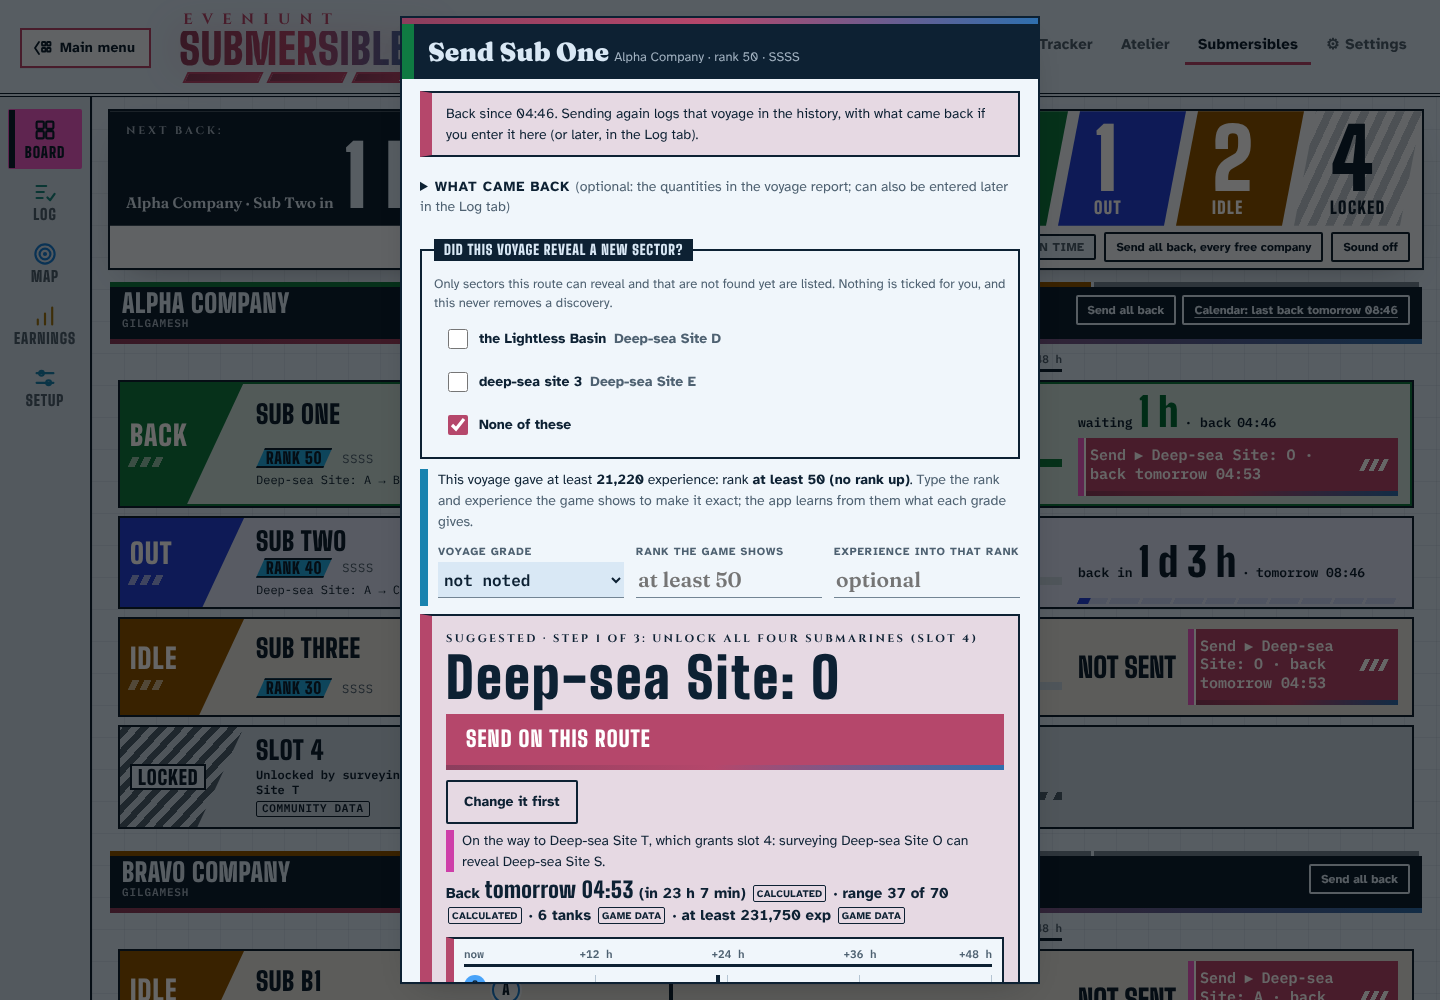 Main menu
EVENIUNT
SUBMERSIBLE
Tracker
Atelier
Submersibles
Settings
BOARD
LOG
MAP
EARNINGS
SETUP
NEXT BACK:
Alpha Company · Sub Two in
1
1
OUT
2
IDLE
4
LOCKED
N TIME
Send all back, every free company
Sound off
ALPHA COMPANY
GILGAMESH
Send all back
Calendar: last back tomorrow 08:46
48 h
BACK
SUB ONE
RANK 50
SSSS
Deep-sea Site: A → B
waiting 1 h · back 04:46
Send ▶ Deep-sea Site: O ·
back tomorrow 04:53
OUT
SUB TWO
RANK 40
SSSS
Deep-sea Site: A → C
back in 1 d 3 h · tomorrow 08:46
IDLE
SUB THREE
RANK 30
SSSS
NOT SENT
Send ▶ Deep-sea
Site: O · back
tomorrow 04:53
LOCKED
SLOT 4
Unlocked by surveyin
Site T
COMMUNITY DATA
BRAVO COMPANY
GILGAMESH
Send all back
48 h
IDLE
SUB B1
NOT SENT
Send ▶ Deep-sea
Site: A · back
Send Sub One Alpha Company · rank 50 · SSSS
Back since 04:46. Sending again logs that voyage in the history, with what came back if
you enter it here (or later, in the Log tab).
▶ WHAT CAME BACK (optional: the quantities in the voyage report; can also be entered later
in the Log tab)
DID THIS VOYAGE REVEAL A NEW SECTOR?
Only sectors this route can reveal and that are not found yet are listed. Nothing is ticked for you, and
this never removes a discovery.
the Lightless Basin Deep-sea Site D
deep-sea site 3 Deep-sea Site E
None of these
This voyage gave at least 21,220 experience: rank at least 50 (no rank up). Type the rank
and experience the game shows to make it exact; the app learns from them what each grade
gives.
VOYAGE GRADE
RANK THE GAME SHOWS
EXPERIENCE INTO THAT RANK
not noted
at least 50
optional
SUGGESTED · STEP 1 OF 3: UNLOCK ALL FOUR SUBMARINES (SLOT 4)
Deep-sea Site: O
SEND ON THIS ROUTE
Change it first
On the way to Deep-sea Site T, which grants slot 4: surveying Deep-sea Site O can
reveal Deep-sea Site S.
Back tomorrow 04:53 (in 23 h 7 min) CALCULATED · range 37 of 70
CALCULATED · 6 tanks GAME DATA · at least 231,750 exp GAME DATA
now
+12 h
+24 h
+36 h
+48 h
A